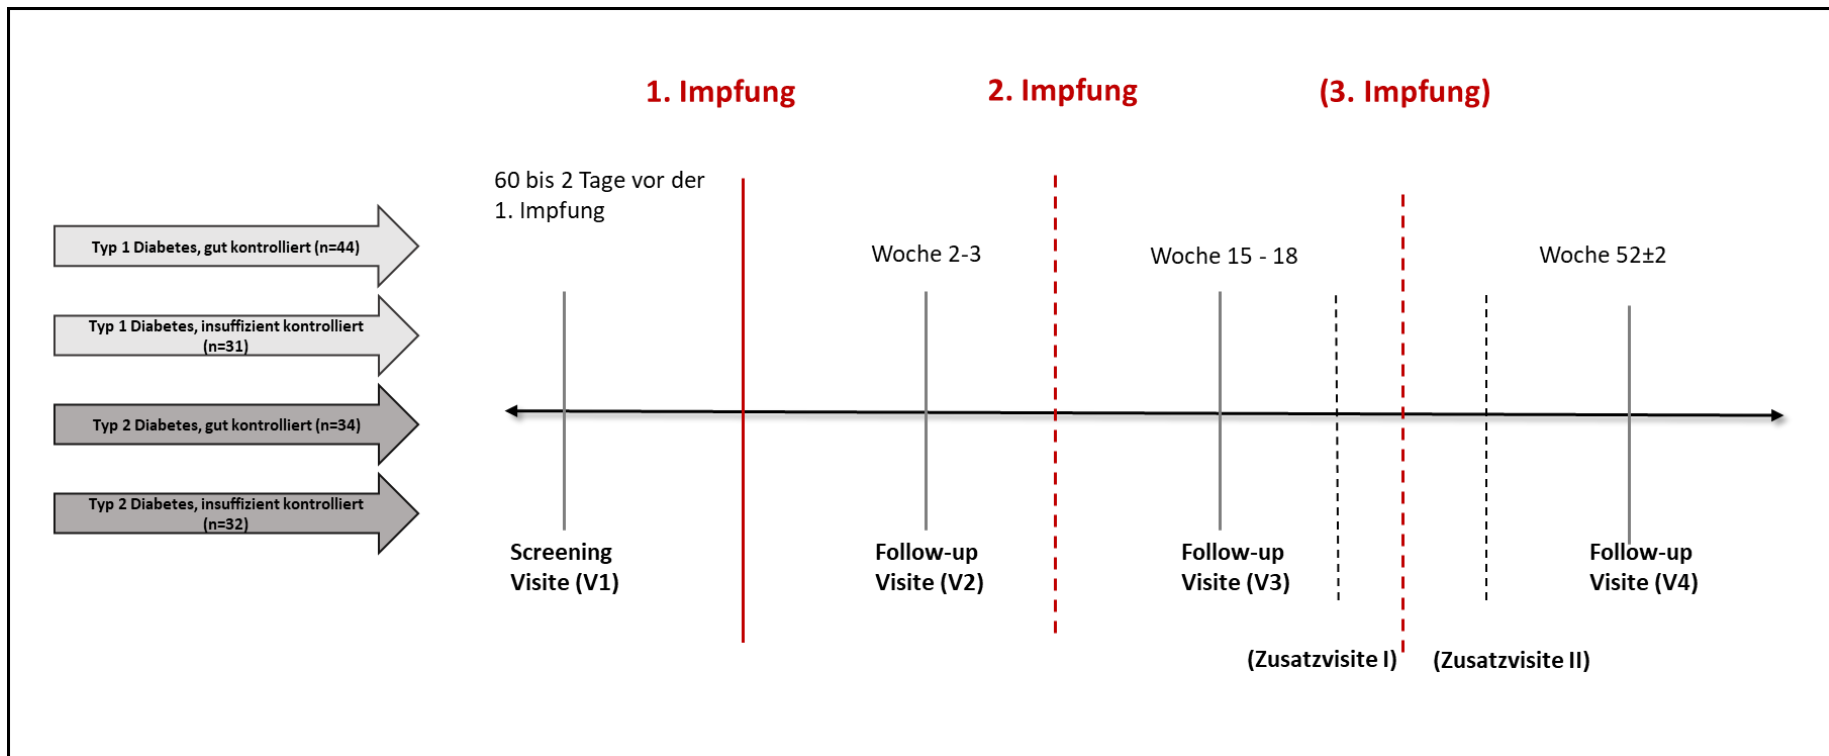 1. Impfung
2. Impfung
(3. Impfung)
60 bis 2 Tage vor der
1. Impfung
Woche 2-3
Woche 15 - 18
Woche 52±2
Typ 1 Diabetes, gut kontrolliert (n=44)
Typ 1 Diabetes, insuffizient kontrolliert
(n=31)
Typ 2 Diabetes, gut kontrolliert (n=34)
Typ 2 Diabetes, insuffizient kontrolliert
(n=32)
Screening
Visite (V1)
Follow-up
Visite (V2)
Follow-up
Visite (V3)
Follow-up
Visite (V4)
(Zusatzvisite I)
(Zusatzvisite II)